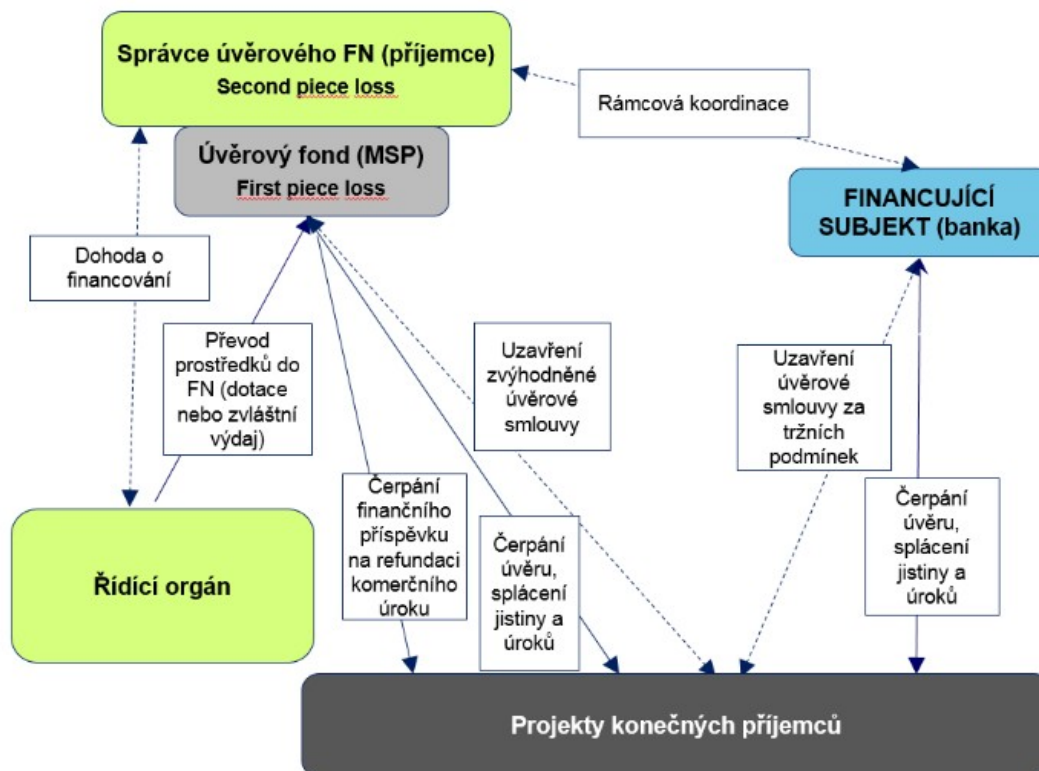 Správce úvěrového FN (příjemce)
Second piece loss
Rámcová koordinace
Úvěrový fond (MSP)
First piece loss
FINANCUJÍCÍ
SUBJEKT (banka)
Dohoda o
financování
Převod
prostředků do
FN (dotace
nebo zvláštní
výdaj)
Uzavření
zvýhodněné
úvěrové
smlouvy
Uzavření
úvěrové
smlouvy za
tržních
podmínek
Čerpání
finančního
příspěvku
na refundaci
komerčního
úroku
Čerpání
úvěru,
splácení
jistiny a
úroků
Čerpání
úvěru,
splácení
jistiny a
úroků
Řídící orgán
Projekty konečných příjemců